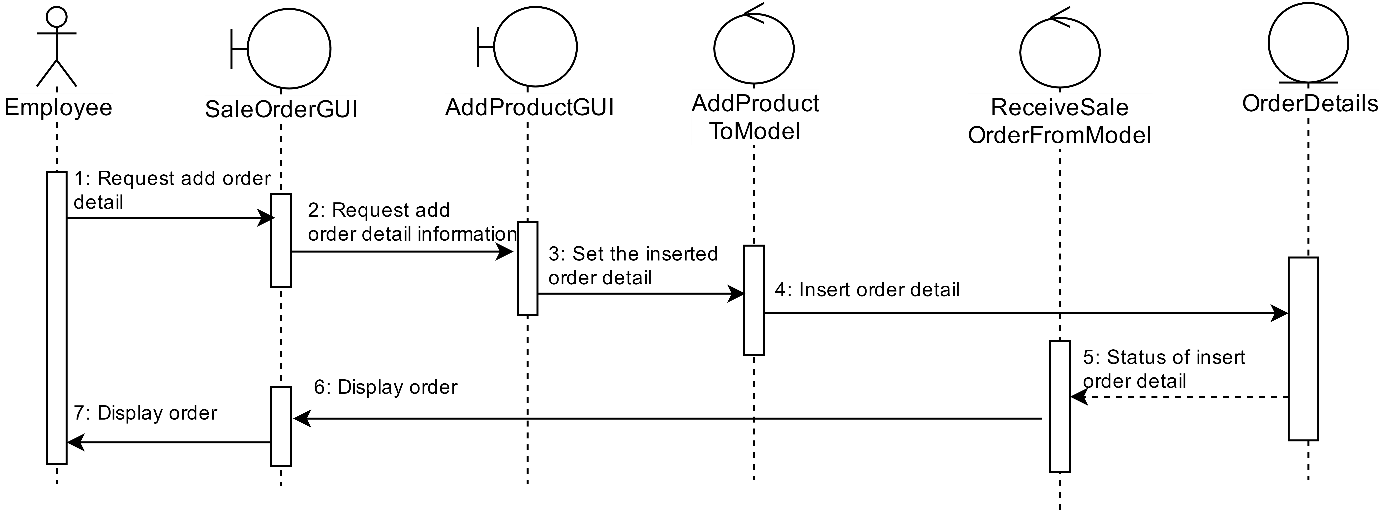 Employee
SaleOrderGUI
AddProductGUI
AddProduct
ToModel
ReceiveSale
OrderFromModel
OrderDetails
1: Request add order
detail
2: Request add
order detail information
3: Set the inserted
order detail
4: Insert order detail
5: Status of insert
order detail
6: Display order
7: Display order